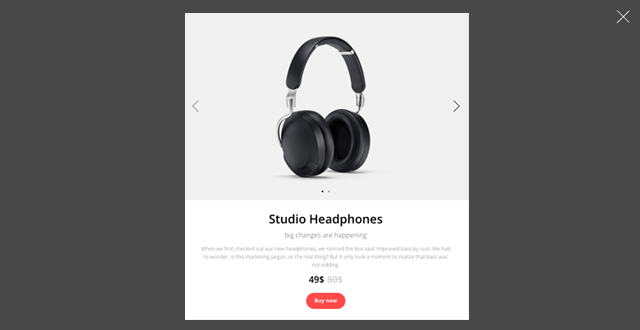 Studio Headphones
big changes are happening
When we first checked out our new headphones, we noticed the box said 'Improved bass by cool. We had
to wonder, is this marketing jargon, or the real thing? But it only took a moment to realize that bass was
not kidding.
49$ 80$
Buy now